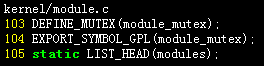 kernel/module.c
103 DEFINE_MUTEX(module_mutex);
104 EXPORT_SYMBOL_GPL(module_mutex);
105 static LIST_HEAD(modules);